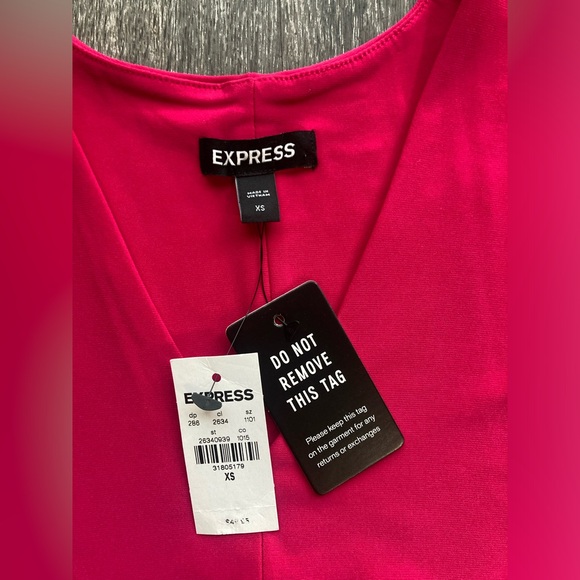 EXPRESS
MADE IN
VIETNAM
XS
DO NOT
REMOVE
THIS TAG
Please keep this tag
on the garment for any
returns or exchanges
EXPRESS
dp cl sz
286 2634 1101
st co
26340939 1015
31805179
XS